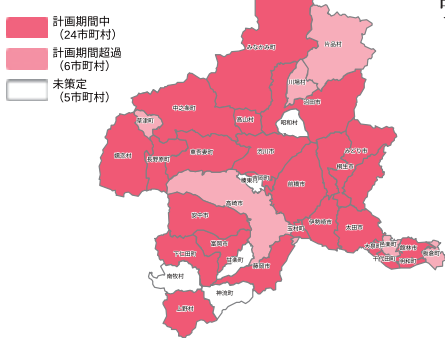 計画期間中
（24市町村）
計画期間超過
（6市町村）
未策定
（5市町村）
みなかみ町
片品村
川場村
沼田市
中之条町
草津町
高山村
昭和村
嬬恋村
長野原町
東吾妻町
渋川市
みどり市
桐生市
榛東村
吉岡町
前橋市
高崎市
安中市
玉村町
伊勢崎市
太田市
富岡市
大泉町
邑楽町
館林市
板倉町
千代田町
明和町
下仁田町
甘楽町
藤岡市
南牧村
神流町
上野村